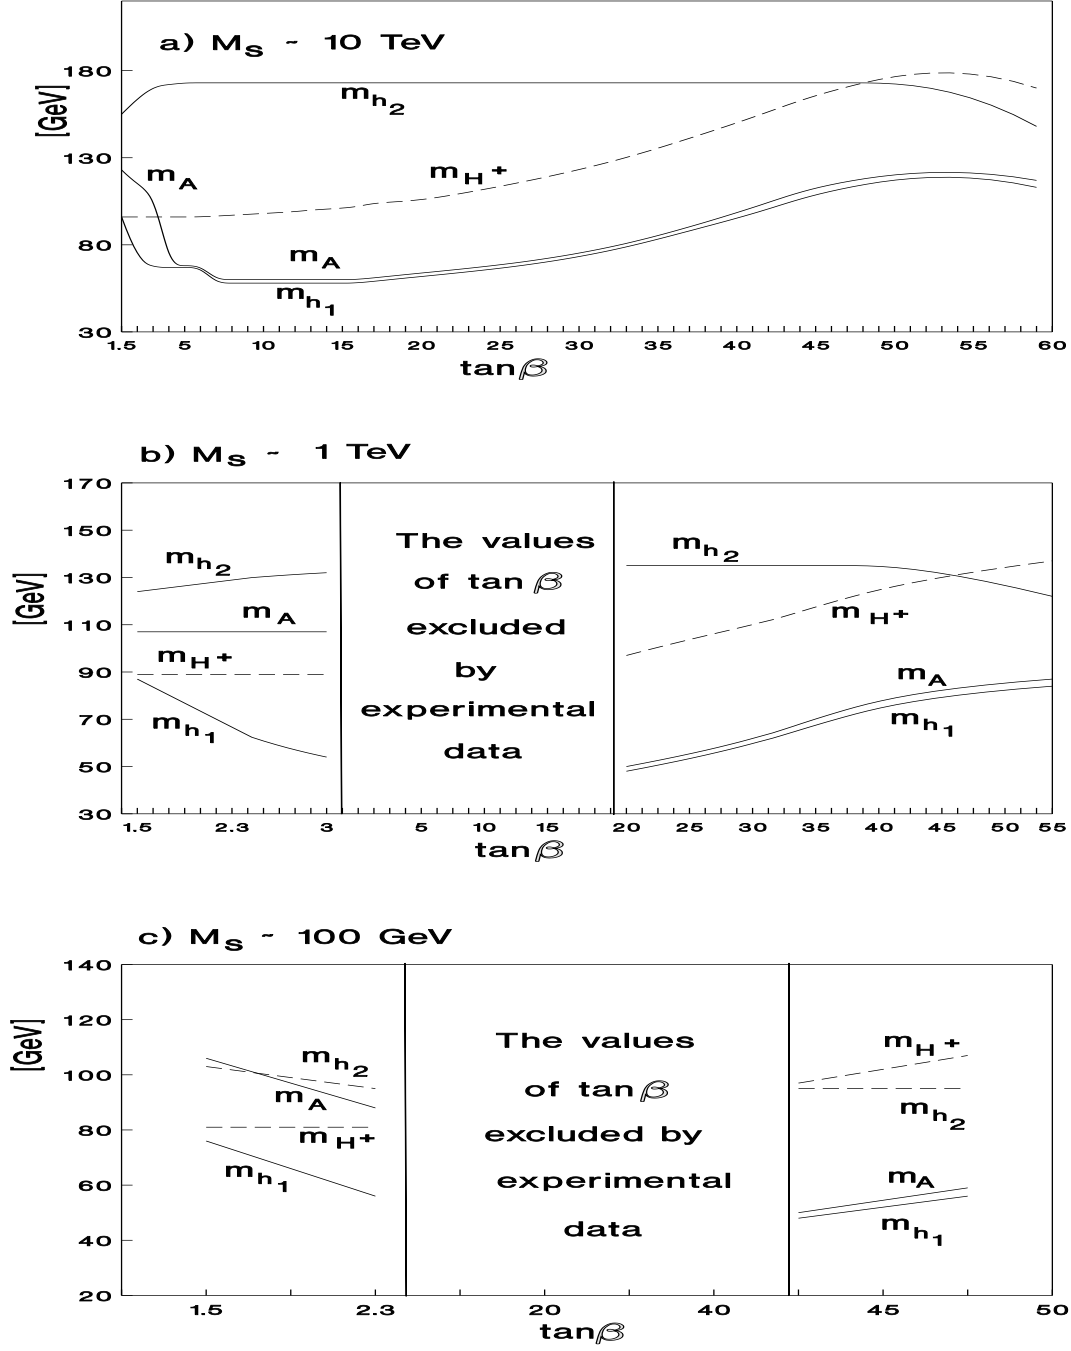 a) M_S ~ 10 TeV
180
m_h2
[GeV]
130
m_A
m_H+
80
m_A
m_h1
30
1.5 5 10 15 20 25 30 35 40 45 50 55 60
tanβ
b) M_S ~ 1 TeV
170
150
The values
m_h2
m_h2
130
of tan β
[GeV]
110
m_A
m_H+
excluded
m_H+
90
by
m_A
70
experimental
m_h1
m_h1
50
data
30
1.5 2.3 3 5 10 15 20 25 30 35 40 45 50 55
tanβ
c) M_S ~ 100 GeV
140
120
The values
m_H+
[GeV]
m_h2
100
of tan β
m_A
m_h2
80
m_H+
excluded by
m_h1
experimental
m_A
60
data
m_h1
40
20
1.5 2.3 20 40 45 50
tanβ